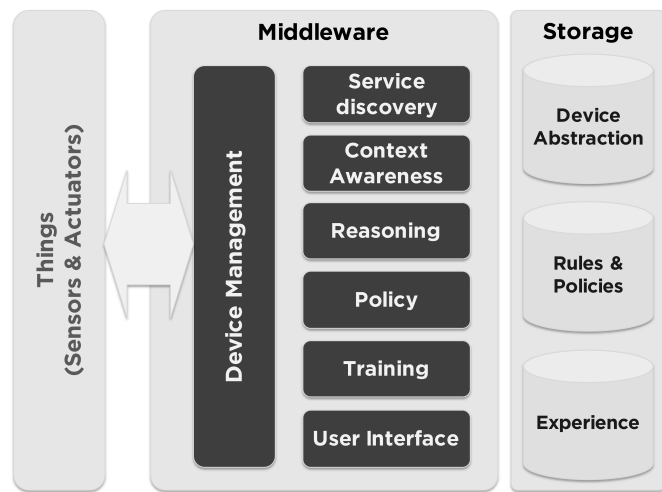 Things
(Sensors & Actuators)
Middleware
Device Management
Service
discovery
Context
Awareness
Reasoning
Policy
Training
User Interface
Storage
Device
Abstraction
Rules &
Policies
Experience